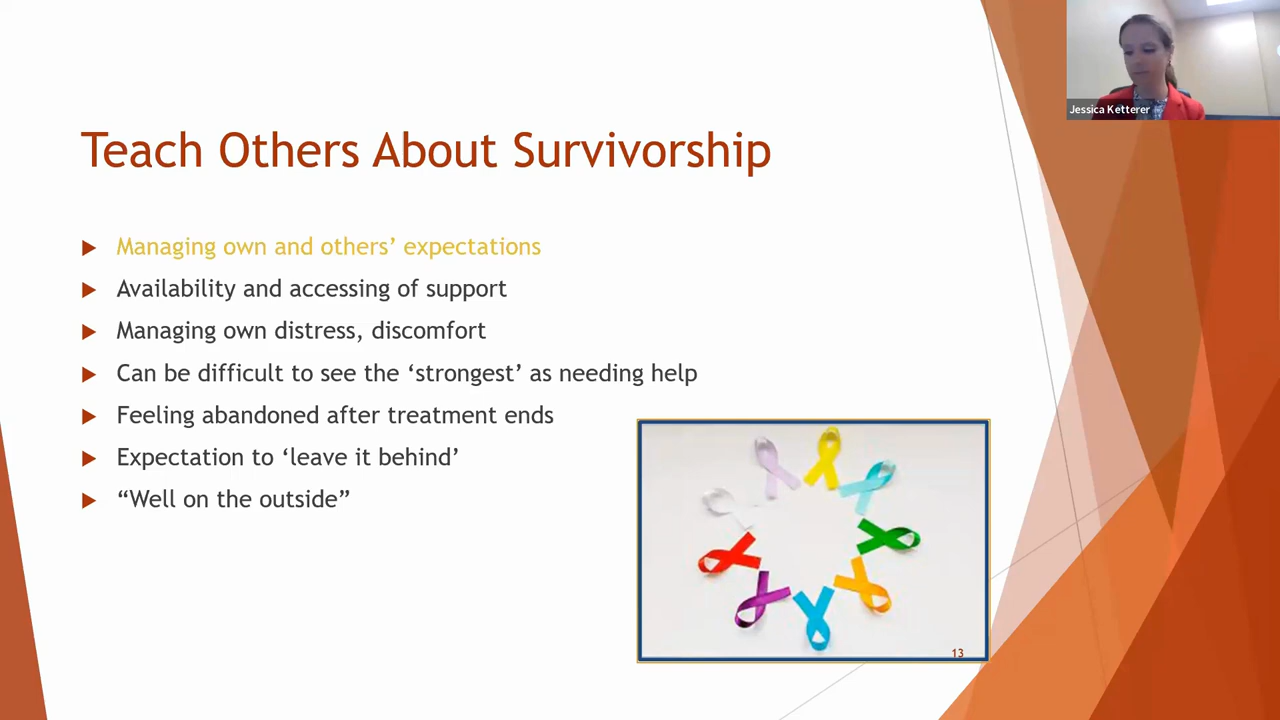 Jessica Ketterer
Teach Others About Survivorship
Managing own and others’ expectations
Availability and accessing of support
Managing own distress, discomfort
Can be difficult to see the ‘strongest’ as needing help
Feeling abandoned after treatment ends
Expectation to ‘leave it behind’
“Well on the outside”
13